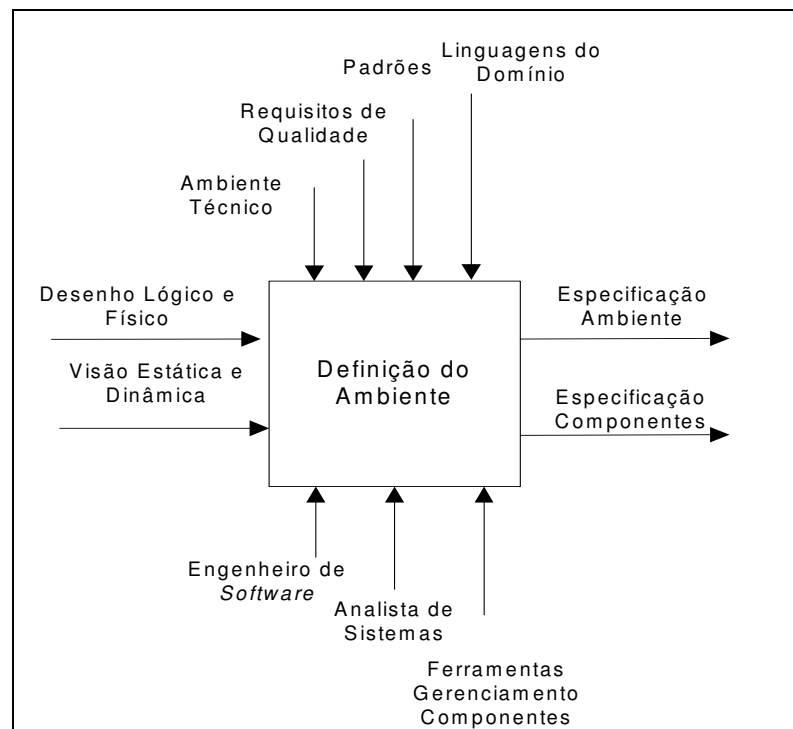 Linguagens do
Domínio
Padrões
Requisitos de
Qualidade
Ambiente
Técnico
Desenho Lógico e
Físico
Visão Estática e
Dinâmica
Definição do
Ambiente
Especificação
Ambiente
Especificação
Componentes
Engenheiro de
Software
Analista de
Sistemas
Ferramentas
Gerenciamento
Componentes